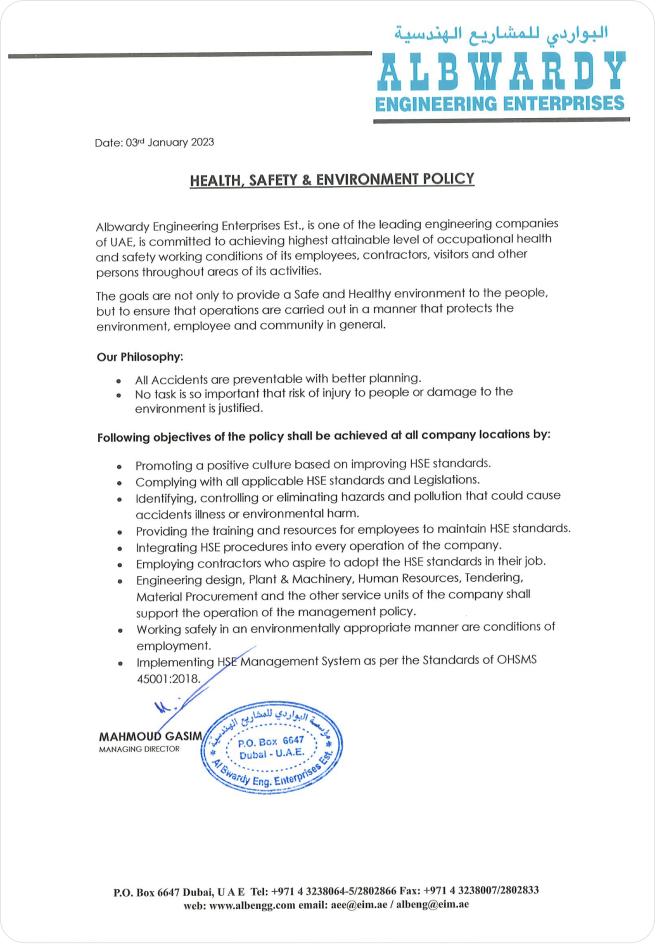 البواردي للمشاريع الهندسية
ALBWARDY
ENGINEERING ENTERPRISES
Date: 03rd January 2023
HEALTH, SAFETY & ENVIRONMENT POLICY
Albwardy Engineering Enterprises Est., is one of the leading engineering companies
of UAE, is committed to achieving highest attainable level of occupational health
and safety working conditions of its employees, contractors, visitors and other
persons throughout areas of its activities.
The goals are not only to provide a Safe and Healthy environment to the people,
but to ensure that operations are carried out in a manner that protects the
environment, employee and community in general.
Our Philosophy:
• All Accidents are preventable with better planning.
• No task is so important that risk of injury to people or damage to the
environment is justified.
Following objectives of the policy shall be achieved at all company locations by:
• Promoting a positive culture based on improving HSE standards.
• Complying with all applicable HSE standards and Legislations.
• Identifying, controlling or eliminating hazards and pollution that could cause
accidents illness or environmental harm.
• Providing the training and resources for employees to maintain HSE standards.
• Integrating HSE procedures into every operation of the company.
• Employing contractors who aspire to adopt the HSE standards in their job.
• Engineering design, Plant & Machinery, Human Resources, Tendering,
Material Procurement and the other service units of the company shall
support the operation of the management policy.
• Working safely in an environmentally appropriate manner are conditions of
employment.
• Implementing HSE Management System as per the Standards of OHSMS
45001:2018.
MAHMOUD GASIM
MANAGING DIRECTOR
مؤسسة البواردي للمشاريع الهندسية
P.O. Box 6647
Dubai - U.A.E.
Al Bwardy Eng. Enterprises Est.
P.O. Box 6647 Dubai, U A E Tel: +971 4 3238064-5/2802866 Fax: +971 4 3238007/2802833
web: www.albengg.com email: aee@eim.ae / albeng@eim.ae